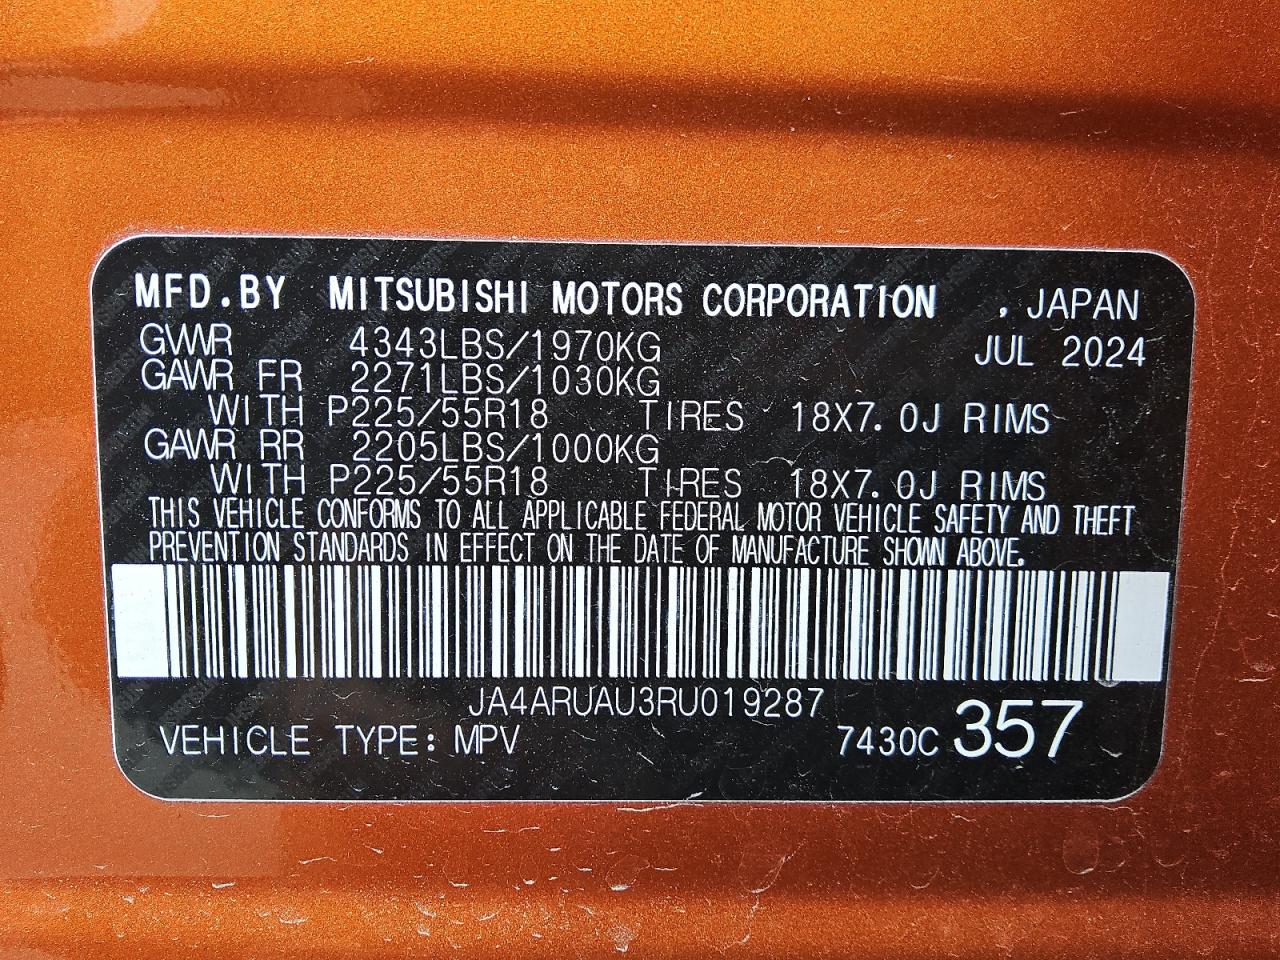 MFD.BY MITSUBISHI MOTORS CORPORATION , JAPAN
GWWR 4343LBS/1970KG JUL 2024
GAWR FR 2271LBS/1030KG
WITH P225/55R18 TIRES 18X7.0J RIMS
GAWR RR 2205LBS/1000KG
WITH P225/55R18 TIRES 18X7.0J RIMS
THIS VEHICLE CONFORMS TO ALL APPLICABLE FEDERAL MOTOR VEHICLE SAFETY AND THEFT
PREVENTION STANDARDS IN EFFECT ON THE DATE OF MANUFACTURE SHOWN ABOVE.
JA4ARUAU3RU019287
VEHICLE TYPE: MPV 7430C 357